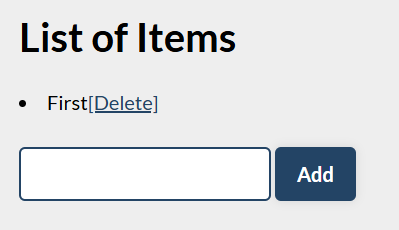 List of Items
First[Delete]
Add